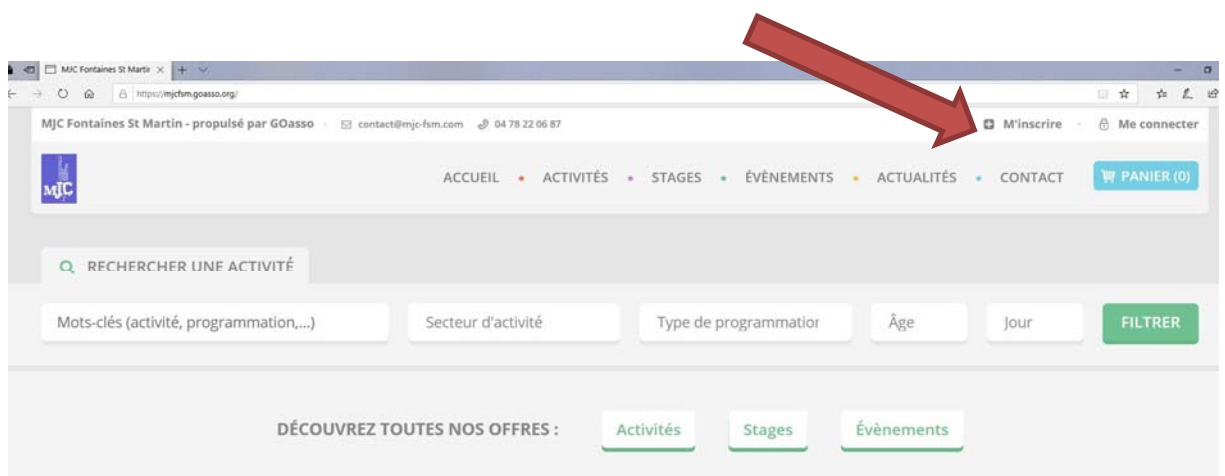 MJC Fontaines St Martin
https://mjcfsm.goasso.org/
MJC Fontaines St Martin - propulsé par GOasso contact@mjc-fsm.com 04 78 22 06 87 M'inscrire Me connecter
MJC ACCUEIL • ACTIVITÉS • STAGES • ÉVÈNEMENTS • ACTUALITÉS • CONTACT PANIER (0)
RECHERCHER UNE ACTIVITÉ
Mots-clés (activité, programmation,...) Secteur d'activité Type de programmation Âge Jour FILTRER
DÉCOUVREZ TOUTES NOS OFFRES : Activités Stages Évènements